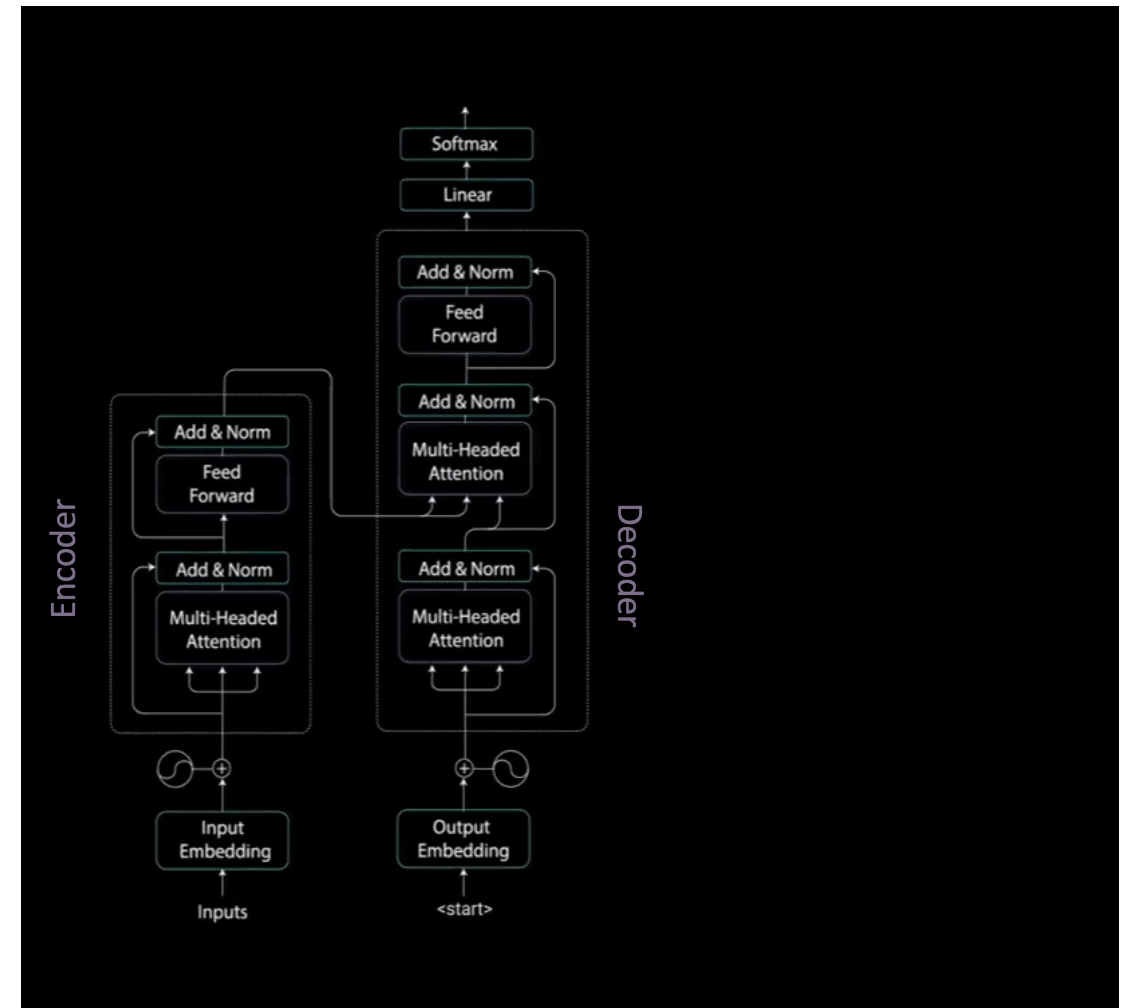 Softmax
Linear
Add & Norm
Feed
Forward
Add & Norm
Multi-Headed
Attention
Add & Norm
Multi-Headed
Attention
Output
Embedding
<start>
Decoder
Encoder
Add & Norm
Feed
Forward
Add & Norm
Multi-Headed
Attention
Input
Embedding
Inputs